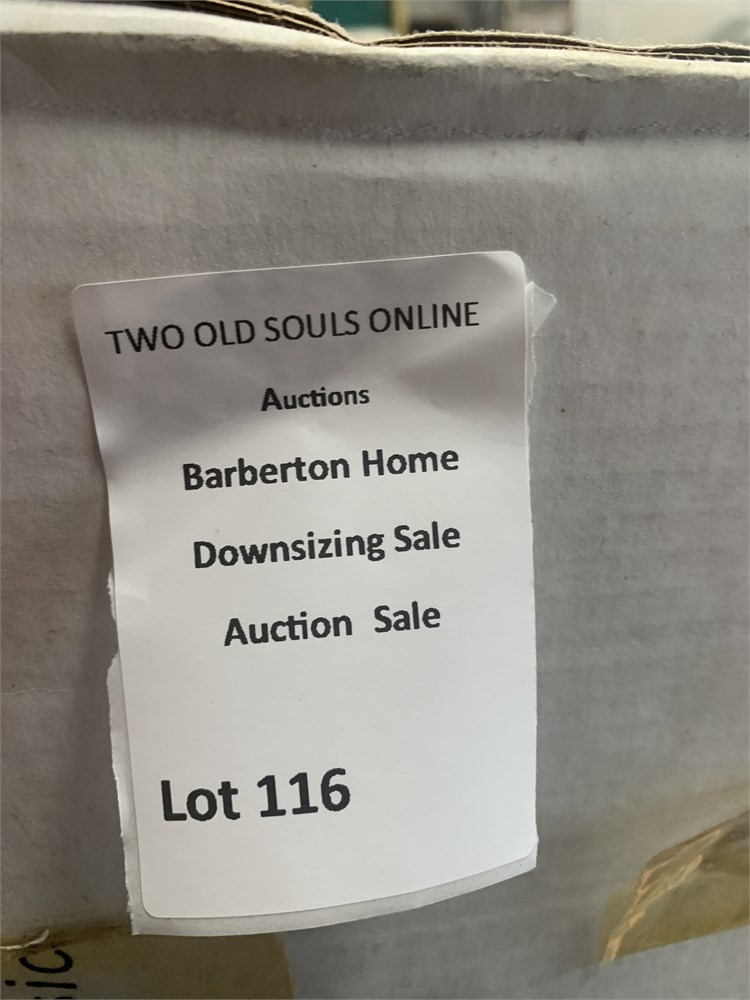 TWO OLD SOULS ONLINE
Auctions
Barberton Home
Downsizing Sale
Auction Sale
Lot 116